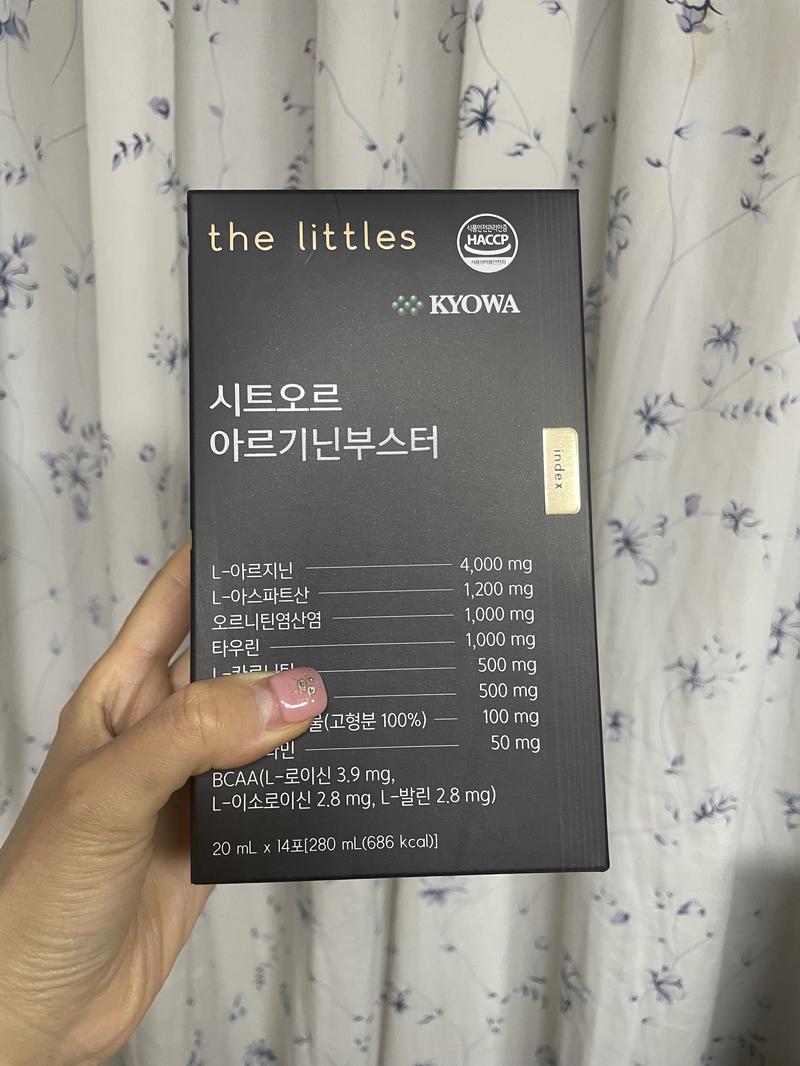 the littles
식품안전관리인증
HACCP
식품의약품안전처
KYOWA
시트오르
아르기닌부스터
index
L-아르지닌 4,000 mg
L-아스파트산 1,200 mg
오르니틴염산염 1,000 mg
타우린 1,000 mg
L-카르니틴 500 mg
500 mg
물(고형분 100%) 100 mg
50 mg
BCAA(L-로이신 3.9 mg,
L-이소로이신 2.8 mg, L-발린 2.8 mg)
20 mL x 14포[280 mL(686 kcal)]